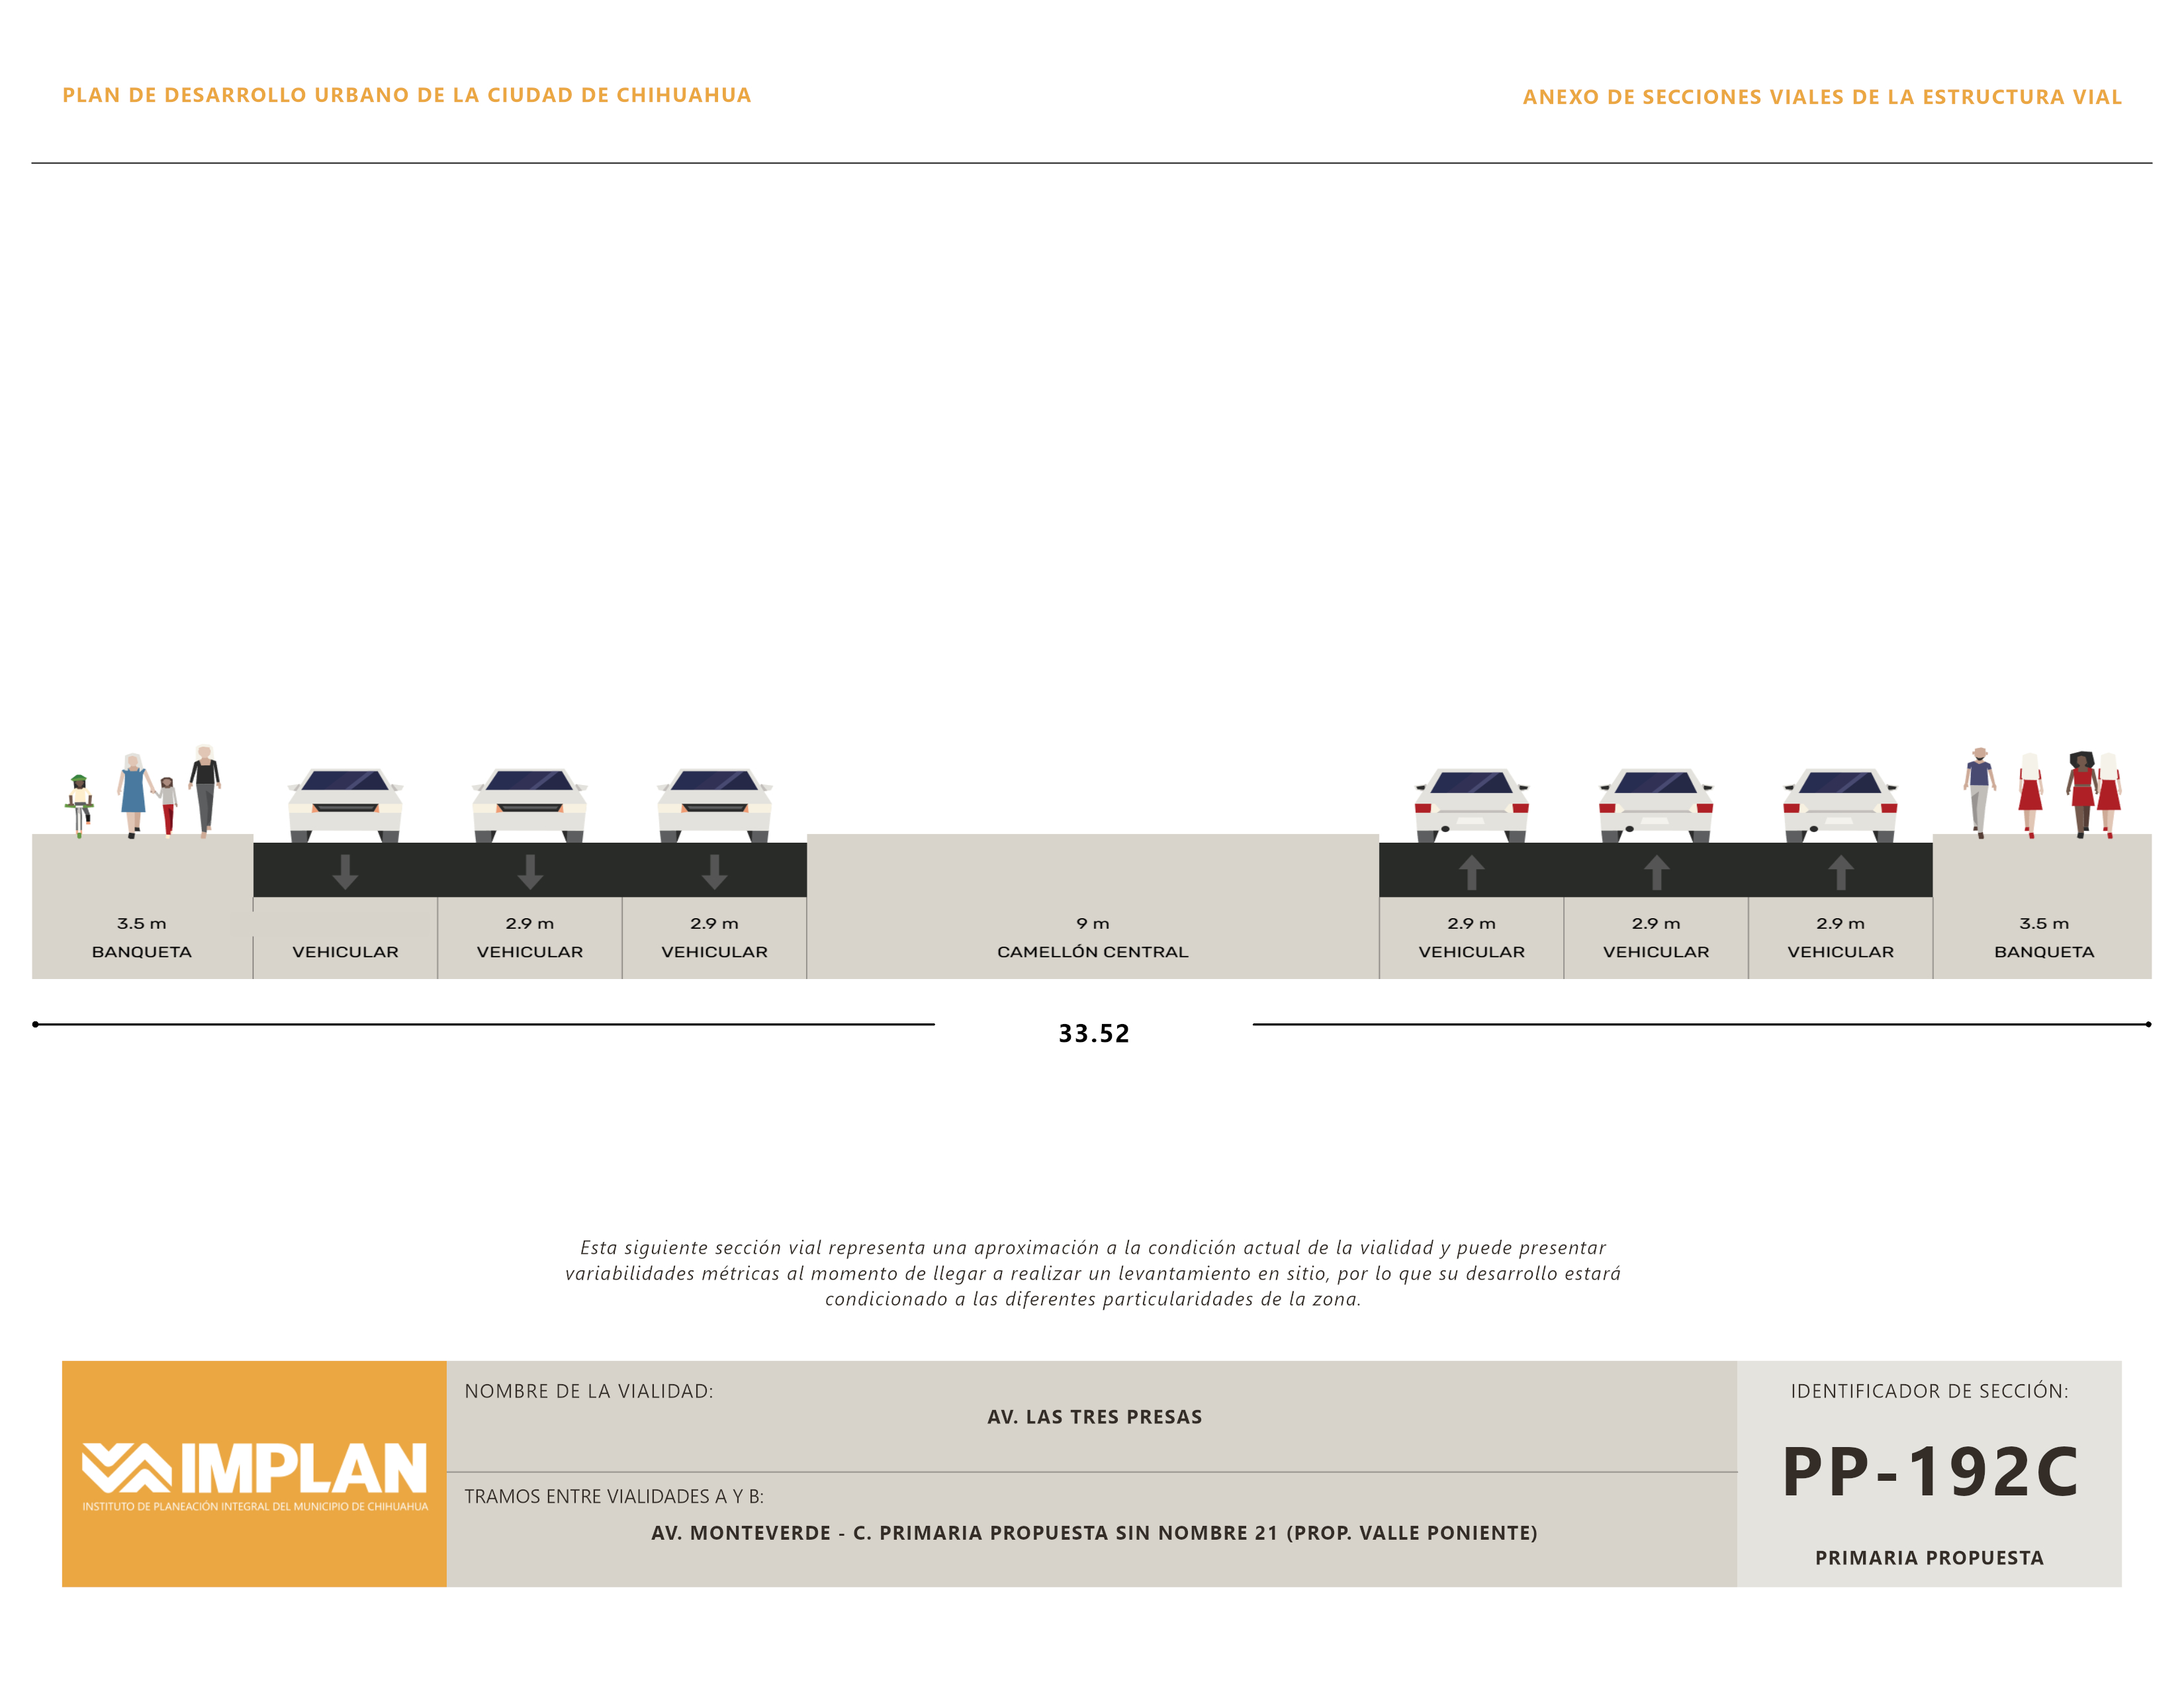 PLAN DE DESARROLLO URBANO DE LA CIUDAD DE CHIHUAHUA
ANEXO DE SECCIONES VIALES DE LA ESTRUCTURA VIAL
3.5 m
BANQUETA
VEHICULAR
2.9 m
VEHICULAR
2.9 m
VEHICULAR
9 m
CAMELLÓN CENTRAL
2.9 m
VEHICULAR
2.9 m
VEHICULAR
2.9 m
VEHICULAR
3.5 m
BANQUETA
33.52
Esta siguiente sección vial representa una aproximación a la condición actual de la vialidad y puede presentar
variabilidades métricas al momento de llegar a realizar un levantamiento en sitio, por lo que su desarrollo estará
condicionado a las diferentes particularidades de la zona.
IMPLAN
INSTITUTO DE PLANEACIÓN INTEGRAL DEL MUNICIPIO DE CHIHUAHUA
NOMBRE DE LA VIALIDAD:
AV. LAS TRES PRESAS
TRAMOS ENTRE VIALIDADES A Y B:
AV. MONTEVERDE - C. PRIMARIA PROPUESTA SIN NOMBRE 21 (PROP. VALLE PONIENTE)
IDENTIFICADOR DE SECCIÓN:
PP-192C
PRIMARIA PROPUESTA